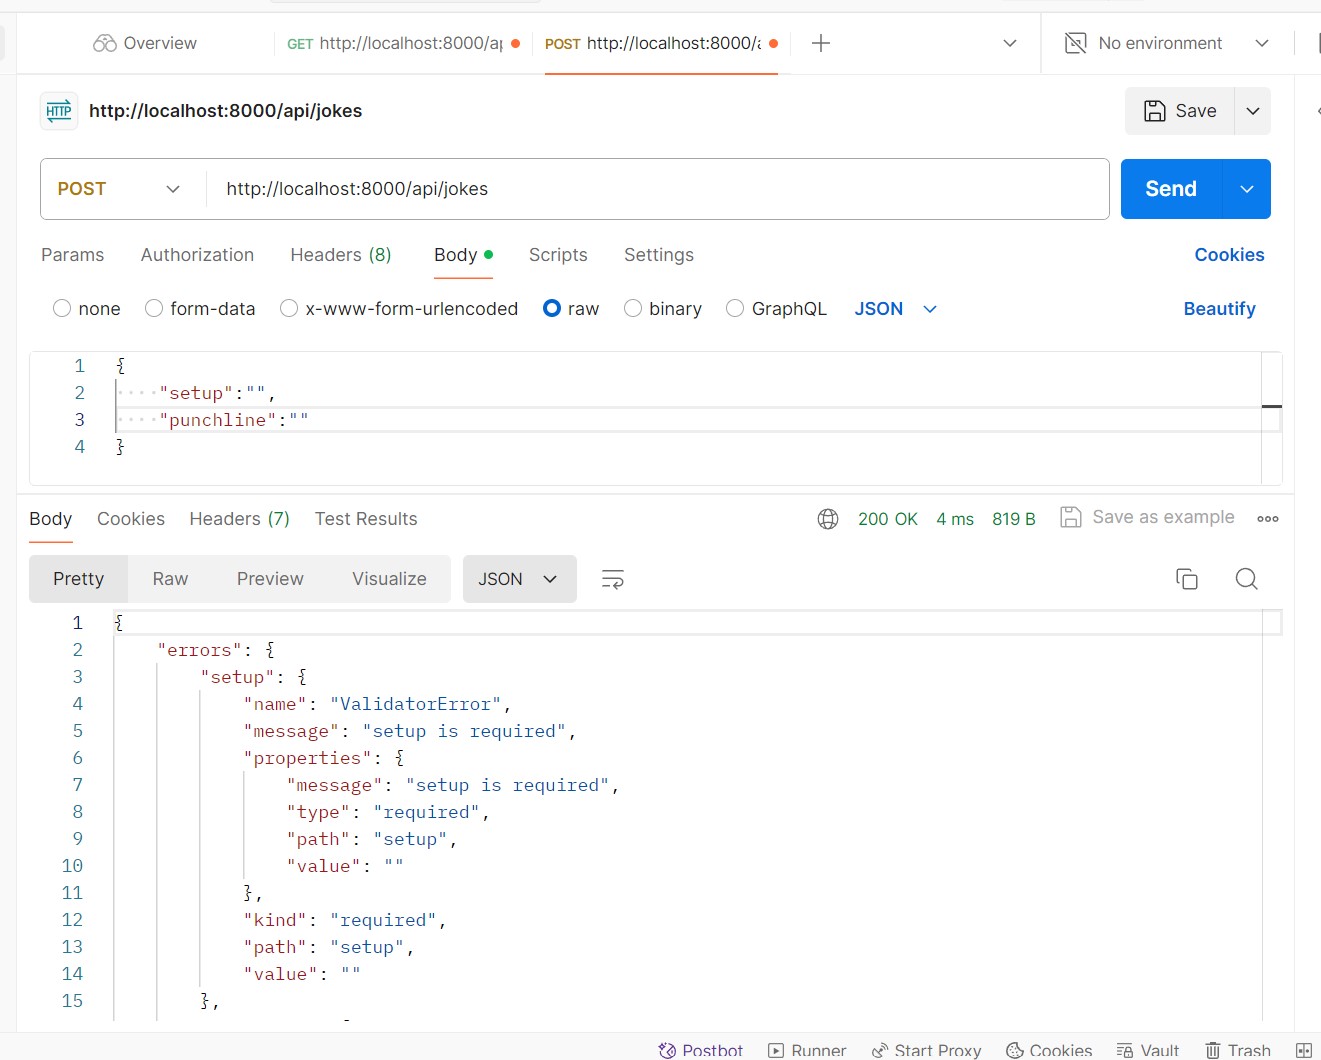 Overview
GET http://localhost:8000/ap
POST http://localhost:8000/a
No environment
HTTP http://localhost:8000/api/jokes
Save
POST http://localhost:8000/api/jokes
Send
Params Authorization Headers (8) Body Scripts Settings Cookies
none form-data x-www-form-urlencoded raw binary GraphQL JSON Beautify
1 {
2 ····"setup":"",
3 ····"punchline":""
4 }
Body Cookies Headers (7) Test Results 200 OK 4 ms 819 B Save as example
Pretty Raw Preview Visualize JSON
1 {
2 "errors": {
3 "setup": {
4 "name": "ValidatorError",
5 "message": "setup is required",
6 "properties": {
7 "message": "setup is required",
8 "type": "required",
9 "path": "setup",
10 "value": ""
11 },
12 "kind": "required",
13 "path": "setup",
14 "value": ""
15 },
Postbot Runner Start Proxy Cookies Vault Trash